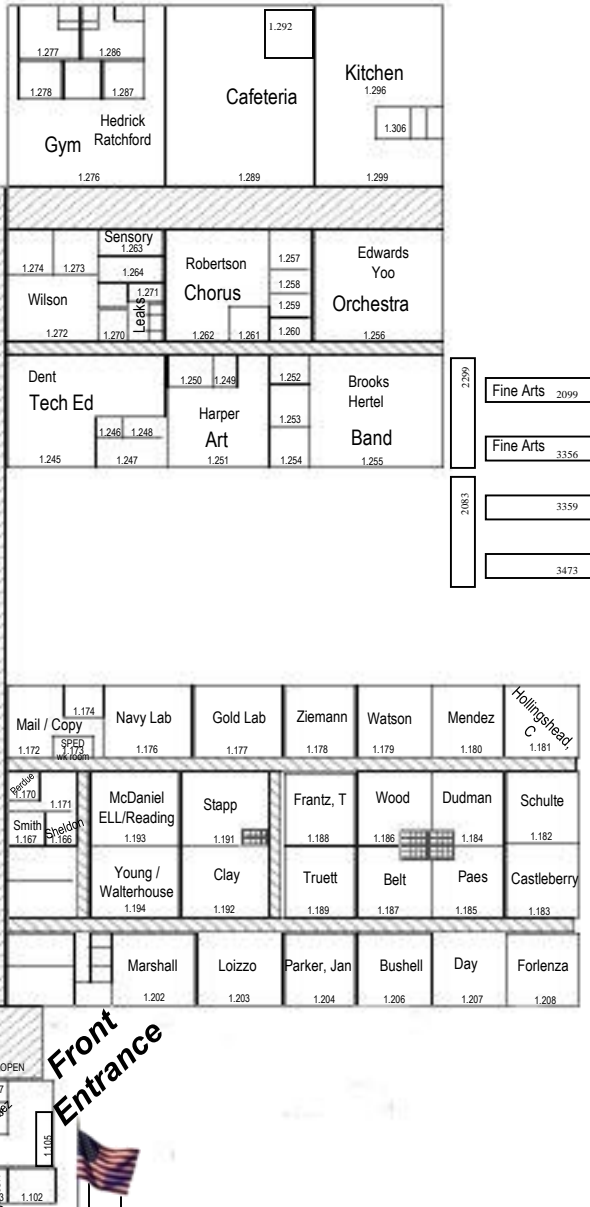 1.292
1.277
1.286
1.278
1.287
Kitchen
1.296
Cafeteria
1.306
Hedrick
Ratchford
Gym
1.276
1.289
1.299
Sensory
1.263
1.274
1.273
1.264
Robertson
1.257
Edwards
Yoo
1.258
1.271
Chorus
Wilson
Leaks
1.259
Orchestra
1.272
1.270
1.262
1.261
1.260
1.256
Dent
Tech Ed
1.250
1.249
1.252
Brooks
Hertel
2299
Fine Arts 2099
1.246
1.248
Harper
Art
1.253
Band
Fine Arts 3356
1.245
1.247
1.251
1.254
1.255
2083
3359
3473
1.174
Mail / Copy
Navy Lab
Gold Lab
Ziemann
Watson
Mendez
Hollingshead,
C
SPED
wk room
1.172
1.173
1.176
1.177
1.178
1.179
1.180
1.181
Perdue
1.170
1.171
McDaniel
ELL/Reading
Stapp
Frantz, T
Wood
Dudman
Schulte
Smith
Sheldon
1.167
1.166
1.193
1.191
1.188
1.186
1.184
1.182
Young /
Walterhouse
Clay
Truett
Belt
Paes
Castleberry
1.194
1.192
1.189
1.187
1.185
1.183
Marshall
Loizzo
Parker, Jan
Bushell
Day
Forlenza
1.202
1.203
1.204
1.206
1.207
1.208
Front
Entrance
OPEN
1.105
1.102